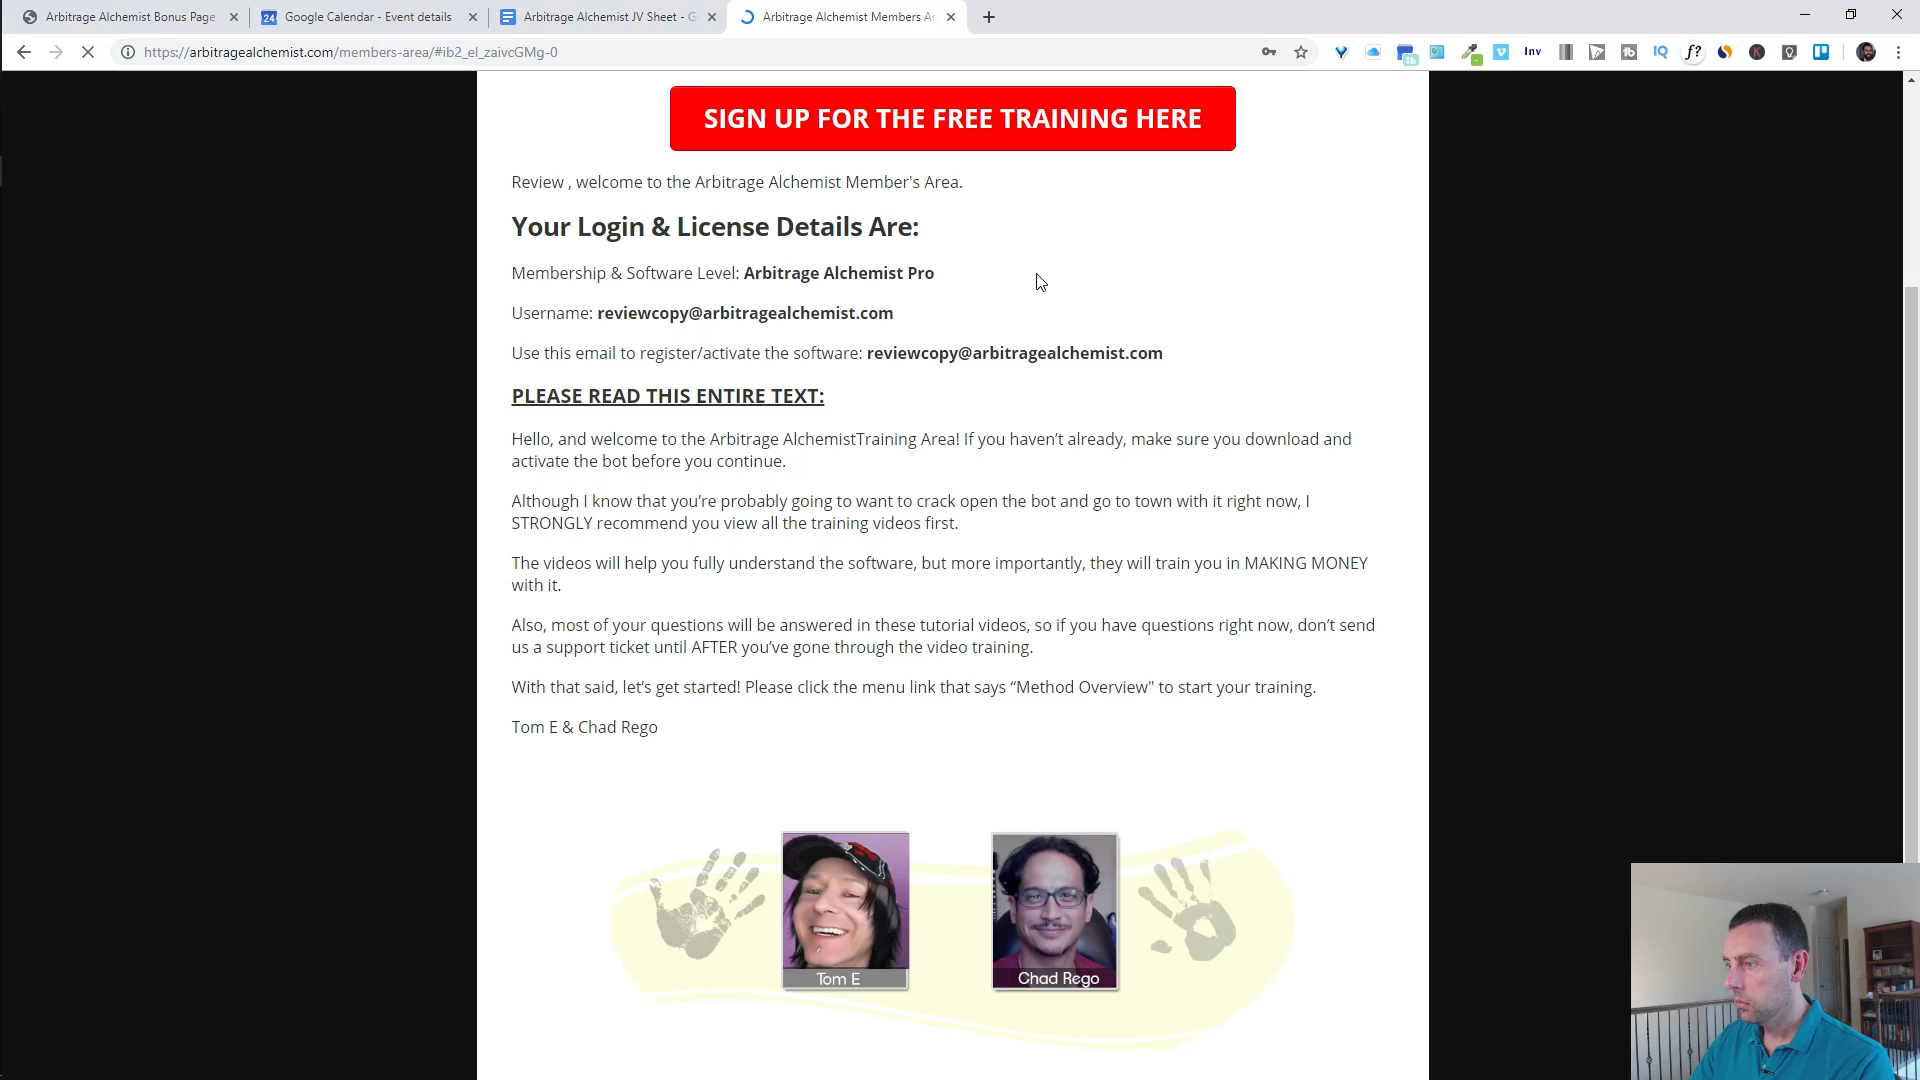 Arbitrage Alchemist Bonus Page
24
Google Calendar - Event details
Arbitrage Alchemist JV Sheet - G
Arbitrage Alchemist Members Ar
https://arbitragealchemist.com/members-area/#ib2_el_zaivcGMg-0
1h
Inv
tb
IQ
f?
K
SIGN UP FOR THE FREE TRAINING HERE
Review , welcome to the Arbitrage Alchemist Member's Area.
Your Login & License Details Are:
Membership & Software Level: Arbitrage Alchemist Pro
Username: reviewcopy@arbitragealchemist.com
Use this email to register/activate the software: reviewcopy@arbitragealchemist.com
PLEASE READ THIS ENTIRE TEXT:
Hello, and welcome to the Arbitrage AlchemistTraining Area! If you haven’t already, make sure you download and
activate the bot before you continue.
Although I know that you’re probably going to want to crack open the bot and go to town with it right now, I
STRONGLY recommend you view all the training videos first.
The videos will help you fully understand the software, but more importantly, they will train you in MAKING MONEY
with it.
Also, most of your questions will be answered in these tutorial videos, so if you have questions right now, don’t send
us a support ticket until AFTER you’ve gone through the video training.
With that said, let’s get started! Please click the menu link that says “Method Overview" to start your training.
Tom E & Chad Rego
Tom E
Chad Rego